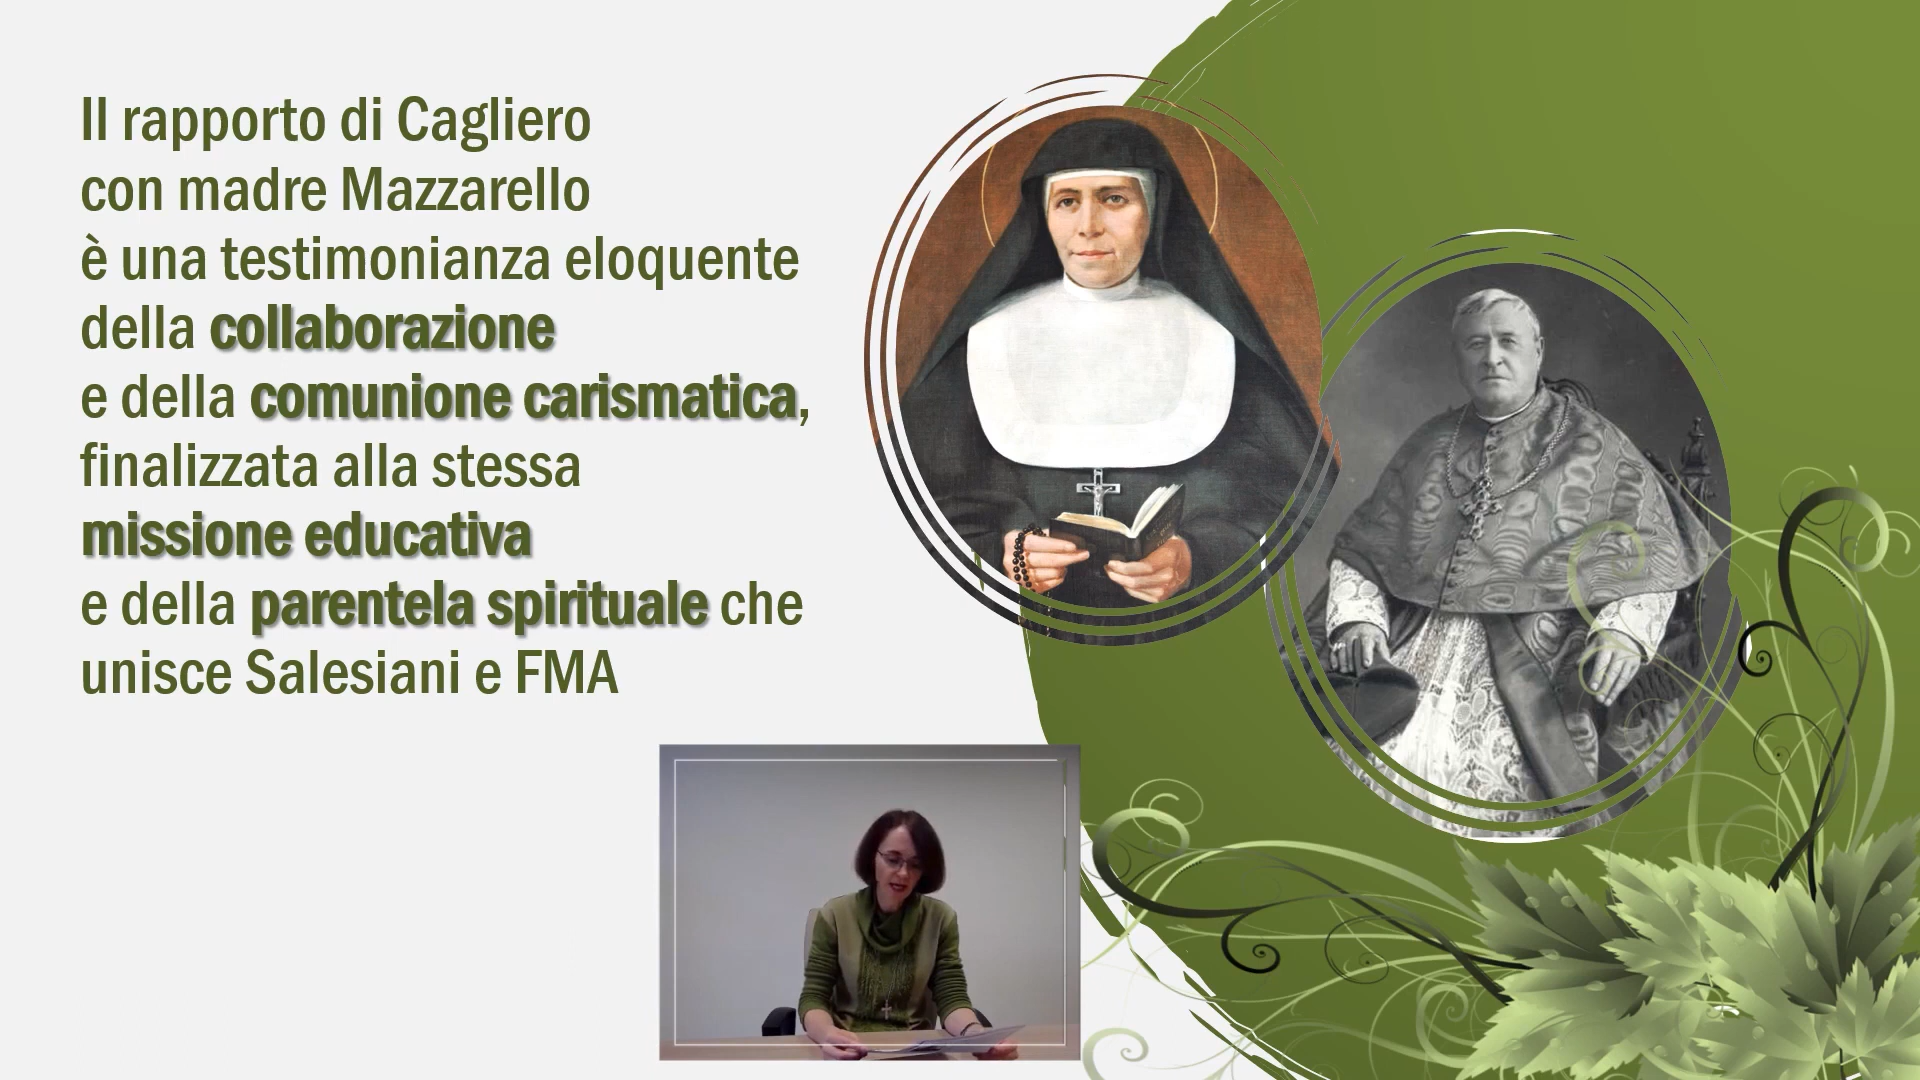 Il rapporto di Cagliero
con madre Mazzarello
è una testimonianza eloquente
della collaborazione
e della comunione carismatica,
finalizzata alla stessa
missione educativa
e della parentela spirituale che
unisce Salesiani e FMA